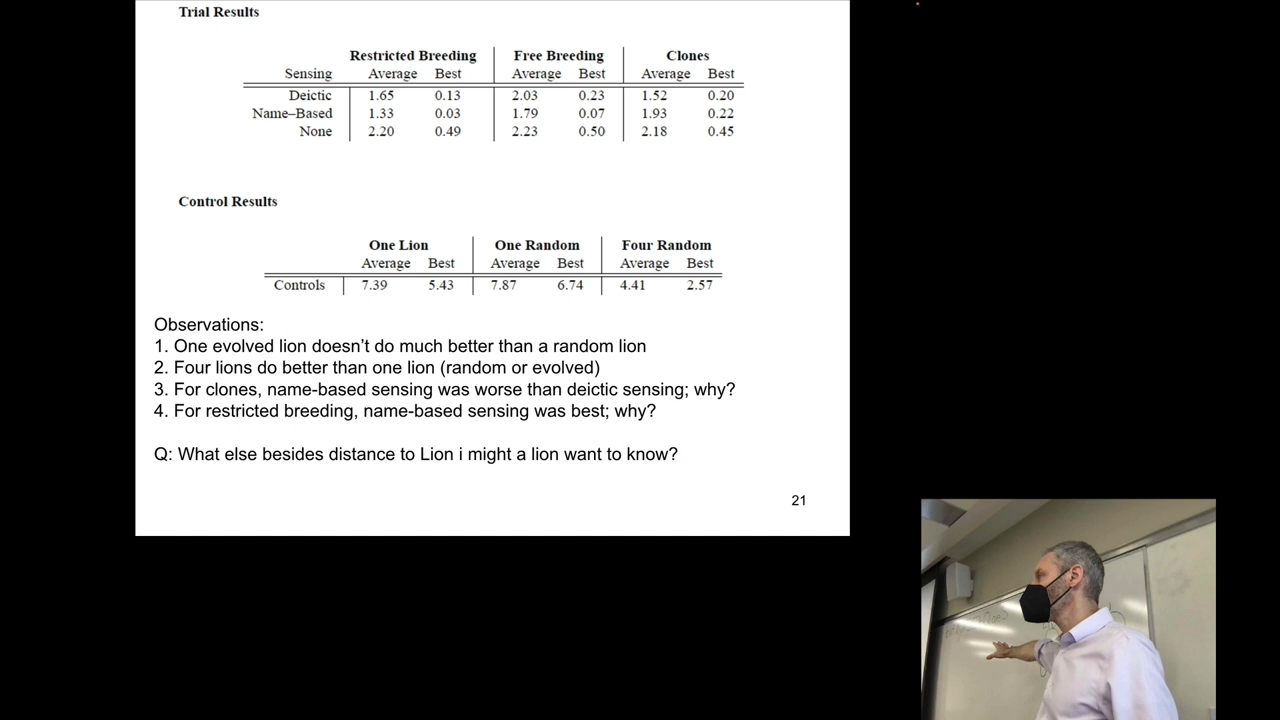 Trial Results
Restricted Breeding Free Breeding Clones
Sensing Average Best Average Best Average Best
Deictic 1.65 0.13 2.03 0.23 1.52 0.20
Name–Based 1.33 0.03 1.79 0.07 1.93 0.22
None 2.20 0.49 2.23 0.50 2.18 0.45
Control Results
One Lion One Random Four Random
Average Best Average Best Average Best
Controls 7.39 5.43 7.87 6.74 4.41 2.57
Observations:
1. One evolved lion doesn’t do much better than a random lion
2. Four lions do better than one lion (random or evolved)
3. For clones, name-based sensing was worse than deictic sensing; why?
4. For restricted breeding, name-based sensing was best; why?
Q: What else besides distance to Lion i might a lion want to know?
21